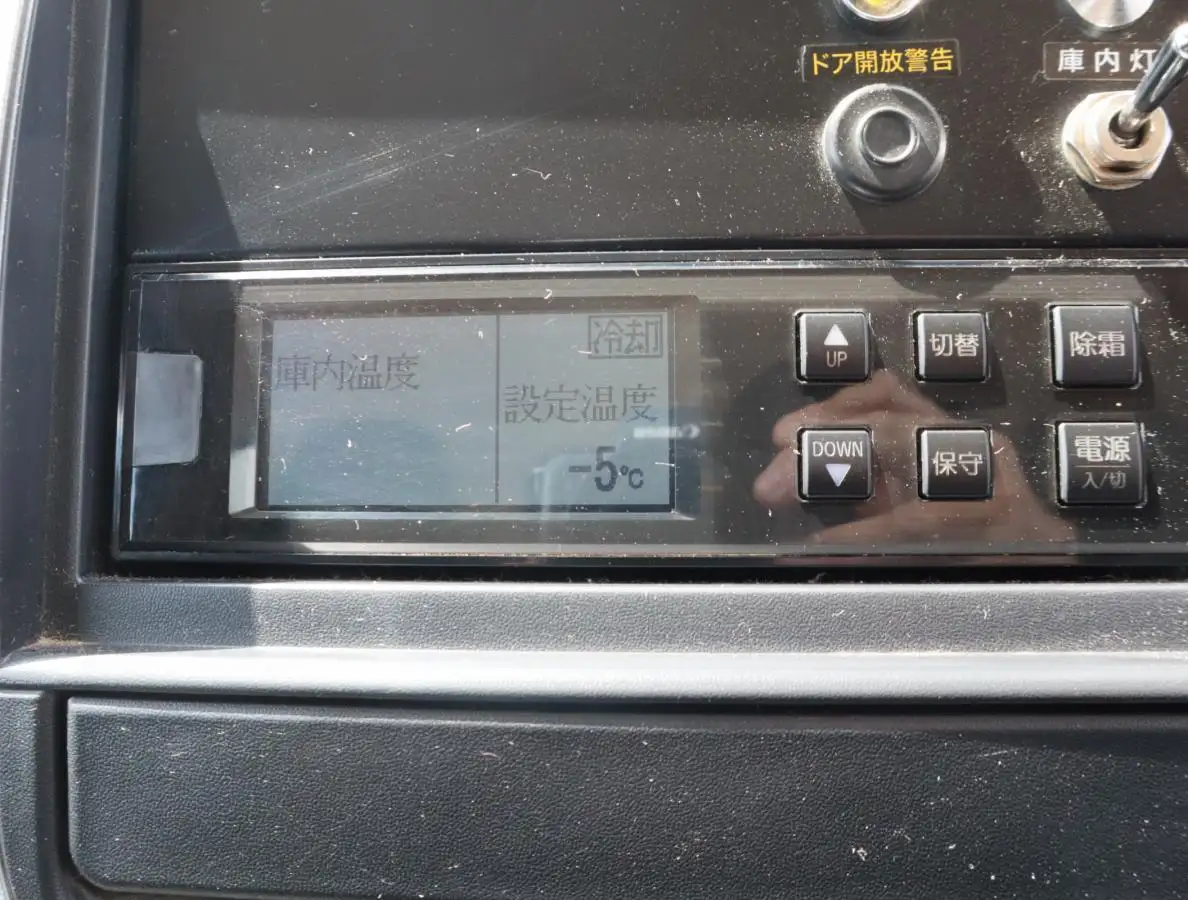 ドア開放警告
庫内灯
庫内温度
冷却
設定温度
-5℃
▲
UP
切替
除霜
DOWN
▼
保守
電源
入/切